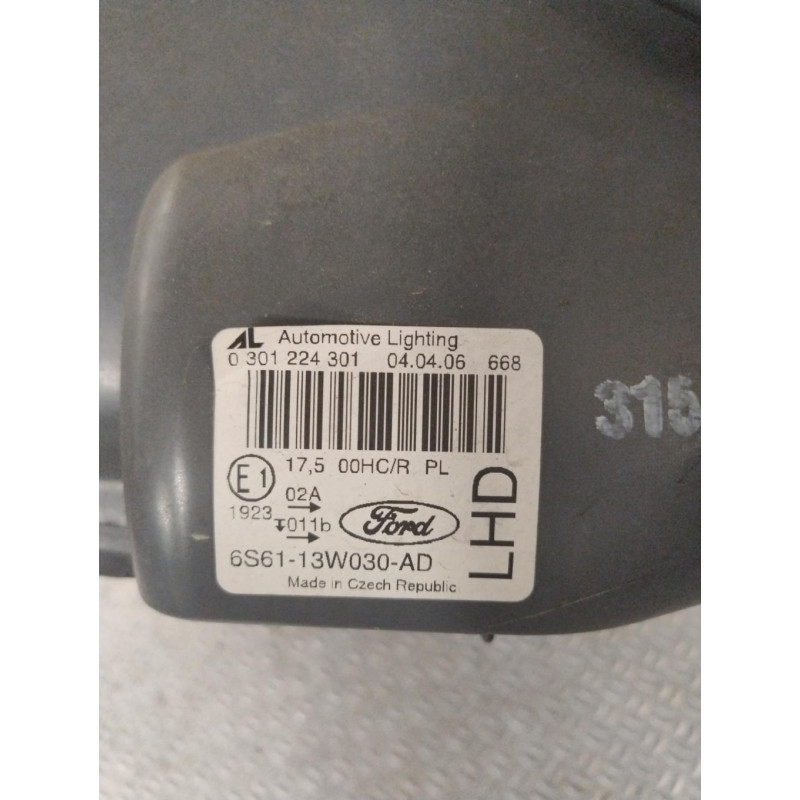 AL Automotive Lighting
0 301 224 301 04.04.06 668
17,5 00HC/R PL
E1
02A
1923
011b
Ford
6S61-13W030-AD
Made in Czech Republic
LHD
315